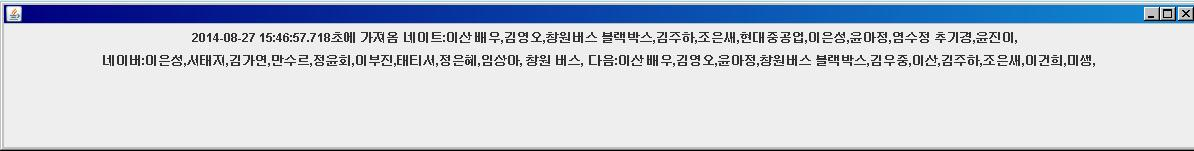 2014-08-27 15:46:57.718초에 가져옴 네이트:이산 배우,김영오,창원버스 블랙박스,김주하,조은새,현대중공업,이은성,윤아정,염수정 추기경,윤진이,
네이버:이은성,서태지,김가연,만수르,정윤회,이부진,태티서,정은혜,임상아, 창원 버스, 다음:이산 배우,김영오,윤아정,창원버스 블랙박스,김우중,이산,김주하,조은새,이건희,미생,